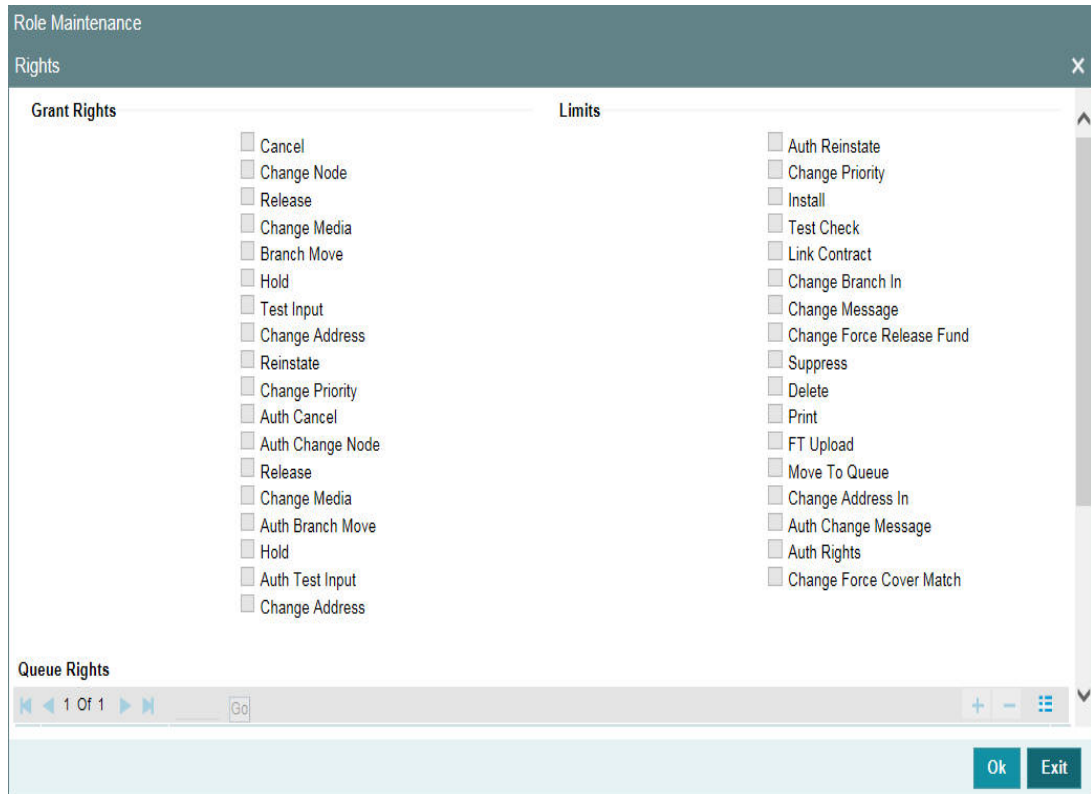 Role Maintenance
Rights
Grant Rights
Cancel
Change Node
Release
Change Media
Branch Move
Hold
Test Input
Change Address
Reinstate
Change Priority
Auth Cancel
Auth Change Node
Release
Change Media
Auth Branch Move
Hold
Auth Test Input
Change Address
Limits
Auth Reinstate
Change Priority
Install
Test Check
Link Contract
Change Branch In
Change Message
Change Force Release Fund
Suppress
Delete
Print
FT Upload
Move To Queue
Change Address In
Auth Change Message
Auth Rights
Change Force Cover Match
Queue Rights
1 Of 1 Go
Ok Exit